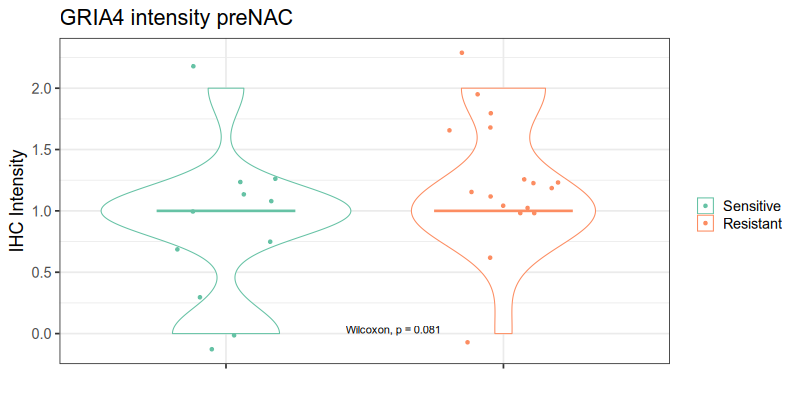 GRIA4 intensity preNAC
IHC Intensity
2.0
1.5
1.0
0.5
0.0
Wilcoxon, p = 0.081
Sensitive
Resistant